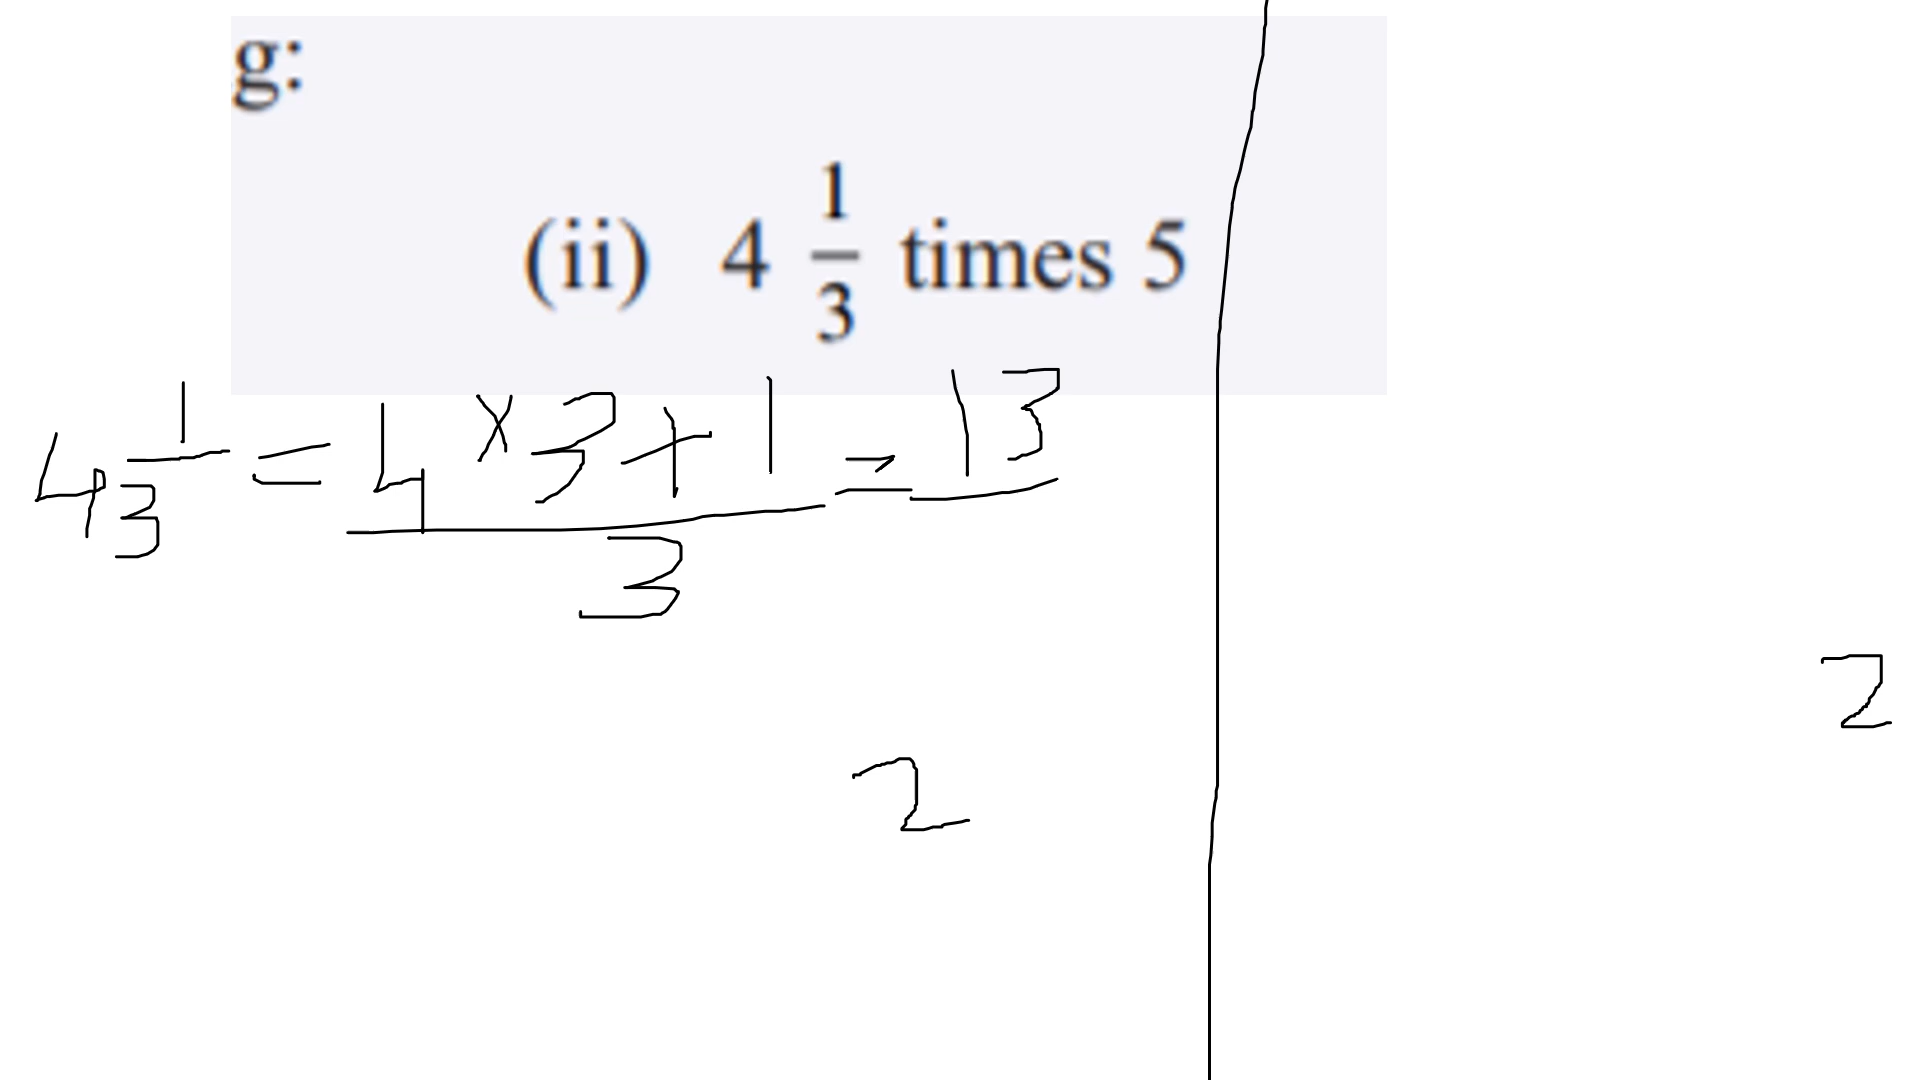 g:
(ii) 4 1/3 times 5
4 1/3 = 4×3+1/3 = 13
2
2